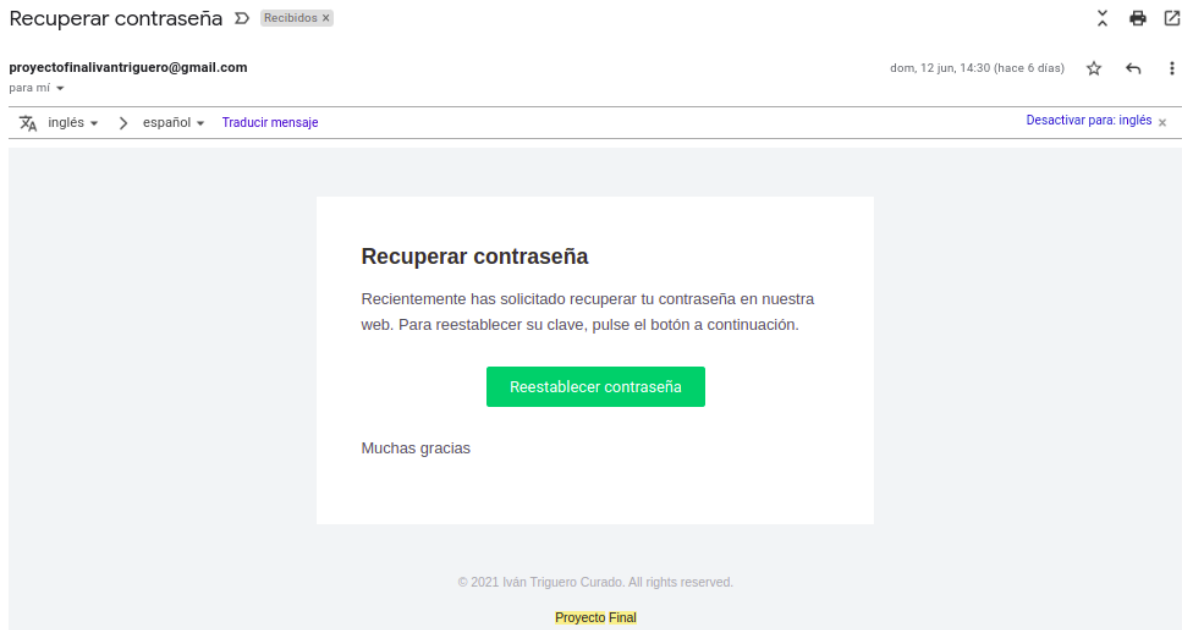 Recuperar contraseña Recibidos ×
proyectofinalivantriguero@gmail.com dom, 12 jun, 14:30 (hace 6 días)
para mí
inglés > español Traducir mensaje Desactivar para: inglés ×
Recuperar contraseña
Recientemente has solicitado recuperar tu contraseña en nuestra
web. Para reestablecer su clave, pulse el botón a continuación.
Reestablecer contraseña
Muchas gracias
© 2021 Iván Triguero Curado. All rights reserved.
Proyecto Final